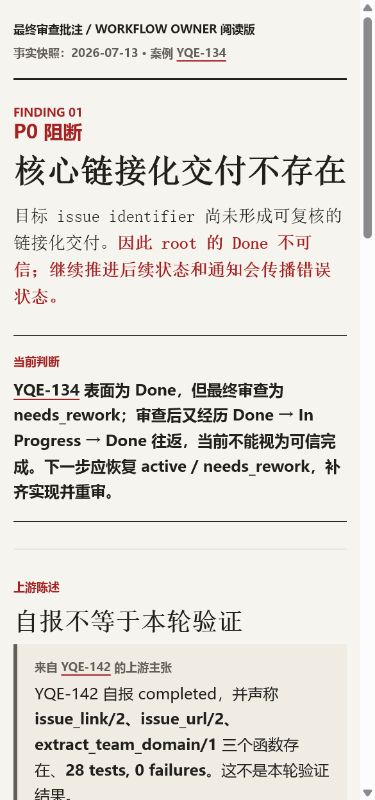 最终审查批注 / WORKFLOW OWNER 阅读版
事实快照：2026-07-13 · 案例 YQE-134
FINDING 01
P0 阻断
核心链接化交付不存在
目标 issue identifier 尚未形成可复核的
链接化交付。因此 root 的 Done 不可
信；继续推进后续状态和通知会传播错误
状态。
当前判断
YQE-134 表面为 Done，但最终审查为
needs_rework；审查后又经历 Done → In
Progress → Done 往返，当前不能视为可信完
成。下一步应恢复 active / needs_rework，补
齐实现并重审。
上游陈述
自报不等于本轮验证
来自 YQE-142 的上游主张
YQE-142 自报 completed，并声称
issue_link/2、issue_url/2、
extract_team_domain/1 三个函数存
在、28 tests, 0 failures。这不是本轮验证
结果。